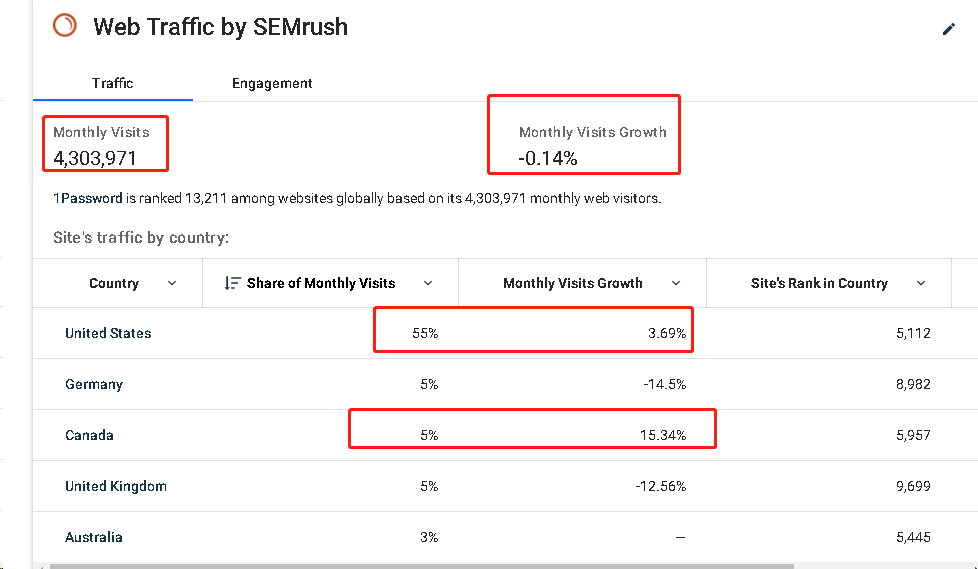 Web Traffic by SEMrush
Traffic Engagement
Monthly Visits Monthly Visits Growth
4,303,971 -0.14%
1Password is ranked 13,211 among websites globally based on its 4,303,971 monthly web visitors.
Site's traffic by country:
Country Share of Monthly Visits Monthly Visits Growth Site's Rank in Country
United States 55% 3.69% 5,112
Germany 5% -14.5% 8,982
Canada 5% 15.34% 5,957
United Kingdom 5% -12.56% 9,699
Australia 3% — 5,445